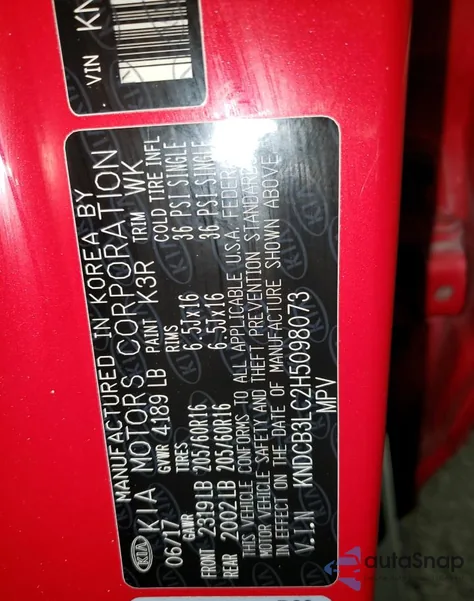 VIN KN
MANUFACTURED IN KOREA BY
KIA KIA MOTORS CORPORATION
06/17 GVWR 4189 LB PAINT K3R TRIM WK
GAWR TIRES RIMS COLD TIRE INFL
FRONT 2319LB 205/60R16 6.5Jx16 36 PSI SINGLE
REAR 2002LB 205/60R16 6.5Jx16 36 PSI SINGLE
THIS VEHICLE CONFORMS TO ALL APPLICABLE U.S.A. FEDERAL
MOTOR VEHICLE SAFETY AND THEFT PREVENTION STANDARDS
IN EFFECT ON THE DATE OF MANUFACTURE SHOWN ABOVE
V.I.N KNDCB3LC2H5098073
MPV
autaSnap